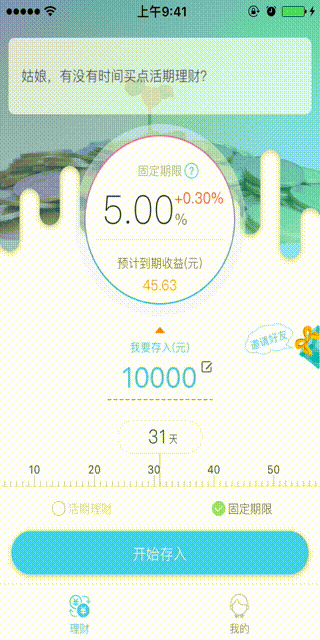 上午9:41
姑娘，有没有时间买点活期理财？
固定期限 ?
5.00 % +0.30%
预计到期收益(元)
45.63
邀请好友
我要存入(元)
10000
31 天
10 20 30 40 50
活期理财 固定期限
开始存入
理财 我的